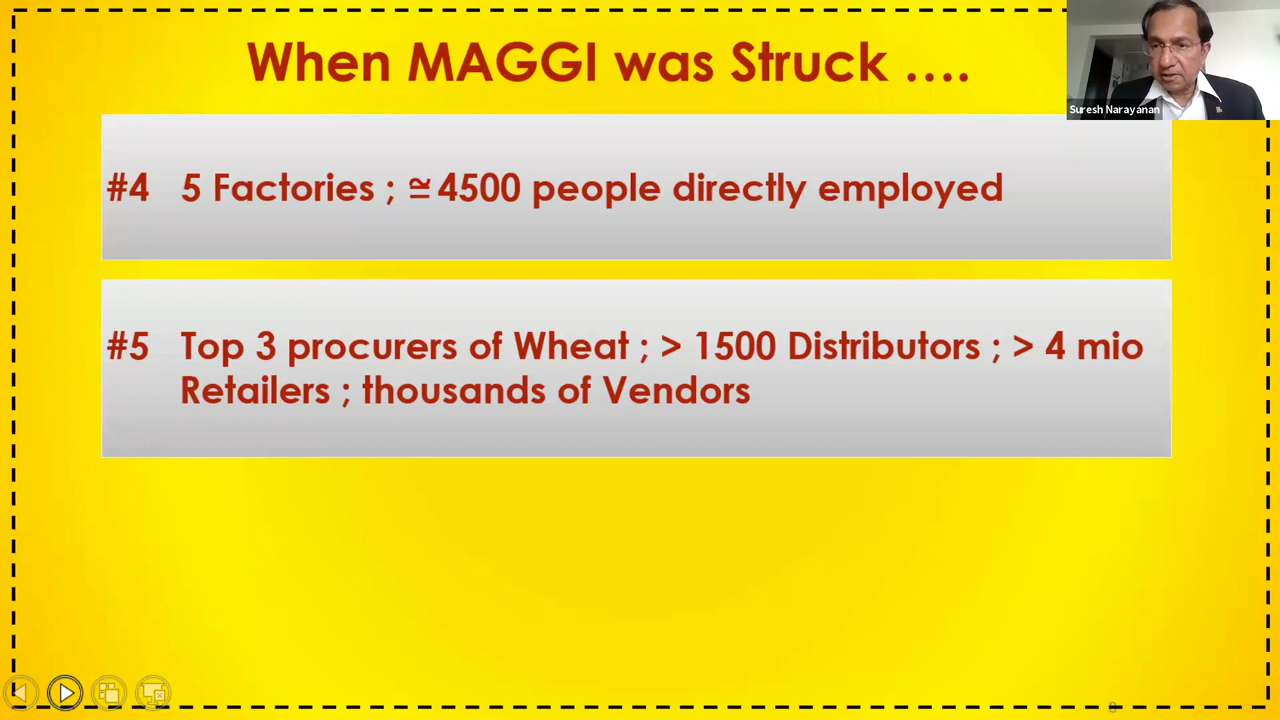 When MAGGI was Struck ....
Suresh Narayanan
#4 5 Factories ; ≅ 4500 people directly employed
#5 Top 3 procurers of Wheat ; > 1500 Distributors ; > 4 mio
Retailers ; thousands of Vendors